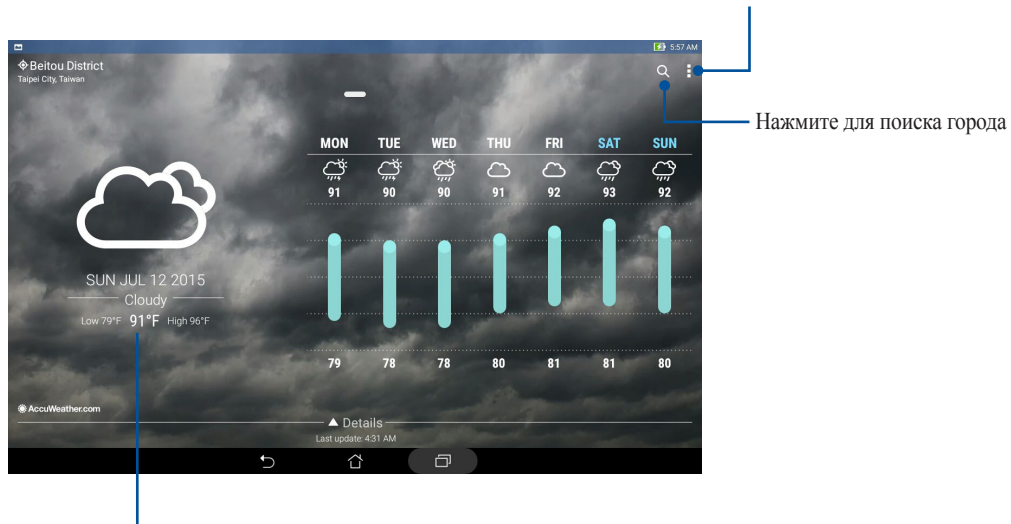 5:57 AM
Beitou District
Taipei City, Taiwan
Нажмите для поиска города
MON TUE WED THU FRI SAT SUN
91 90 90 91 92 93 92
SUN JUL 12 2015
Cloudy
Low 79°F 91°F High 96°F
79 78 78 80 81 81 80
AccuWeather.com
Details
Last update: 4:31 AM